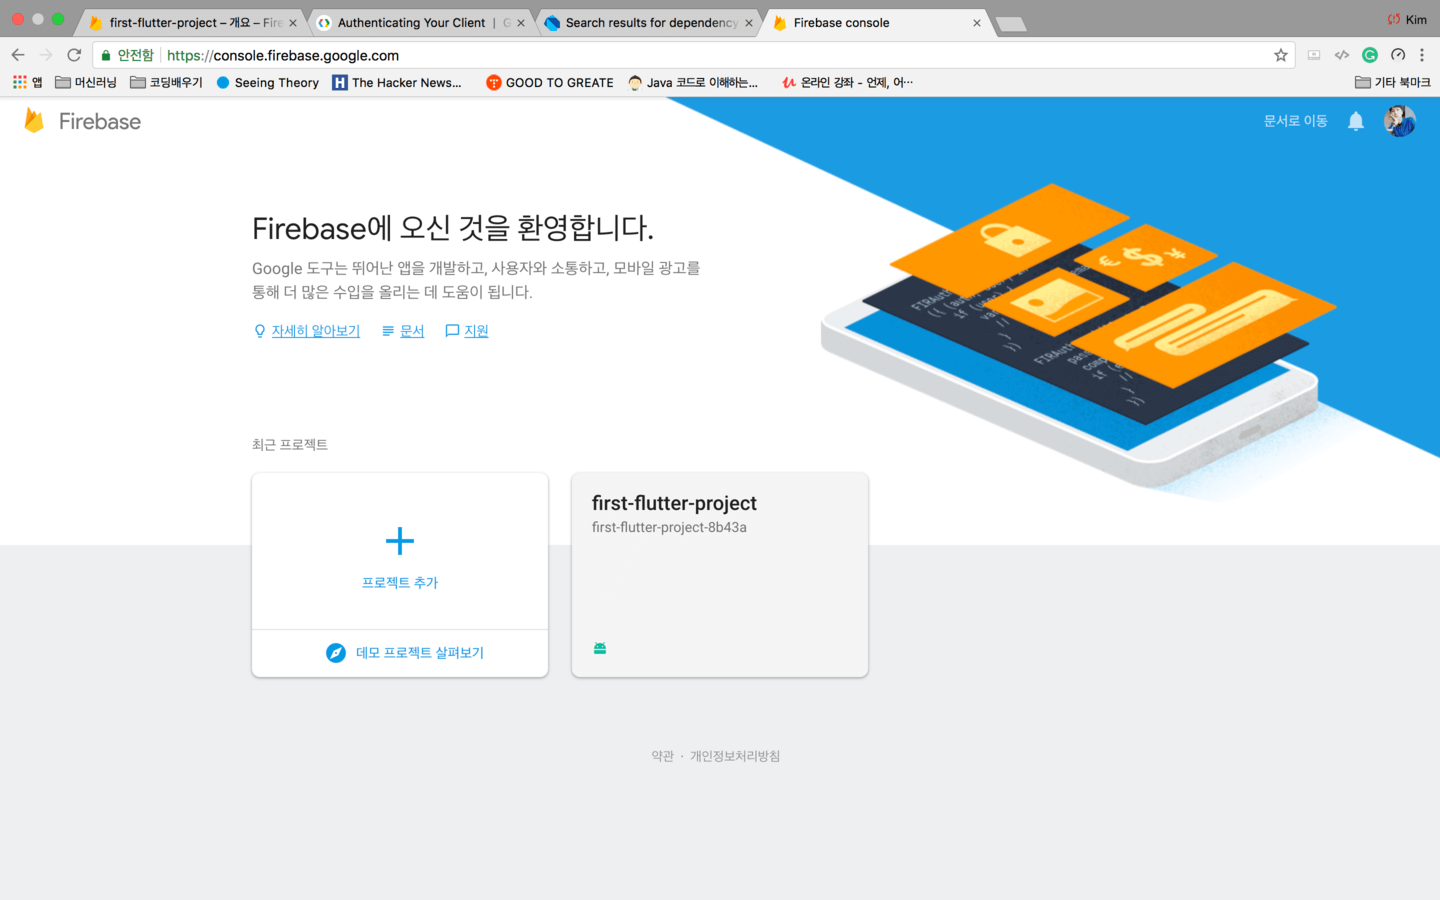 first-flutter-project – 개요 – Fire
Authenticating Your Client | G
Search results for dependency
Firebase console
Kim
안전함
https://console.firebase.google.com
앱
머신러닝
코딩배우기
Seeing Theory
The Hacker News...
GOOD TO GREATE
Java 코드로 이해하는...
온라인 강좌 - 언제, 어...
기타 북마크
Firebase
문서로 이동
Firebase에 오신 것을 환영합니다.
Google 도구는 뛰어난 앱을 개발하고, 사용자와 소통하고, 모바일 광고를
통해 더 많은 수입을 올리는 데 도움이 됩니다.
자세히 알아보기
문서
지원
최근 프로젝트
프로젝트 추가
데모 프로젝트 살펴보기
first-flutter-project
first-flutter-project-8b43a
약관 · 개인정보처리방침